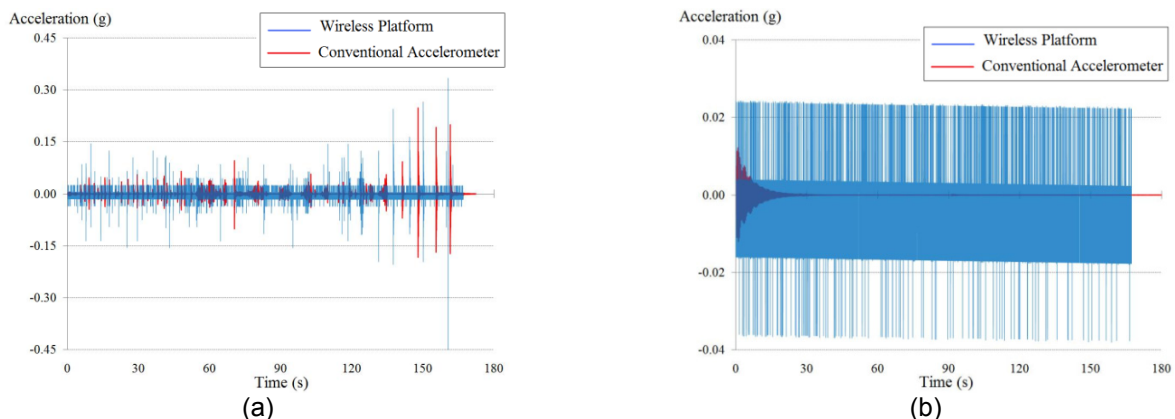 Acceleration (g)
0.45
0.30
0.15
0.00
-0.15
-0.30
-0.45
Wireless Platform
Conventional Accelerometer
0 30 60 90 120 150 180
Time (s)
(a)
Acceleration (g)
0.04
0.02
0.00
-0.02
-0.04
Wireless Platform
Conventional Accelerometer
0 30 60 90 120 150 180
Time (s)
(b)